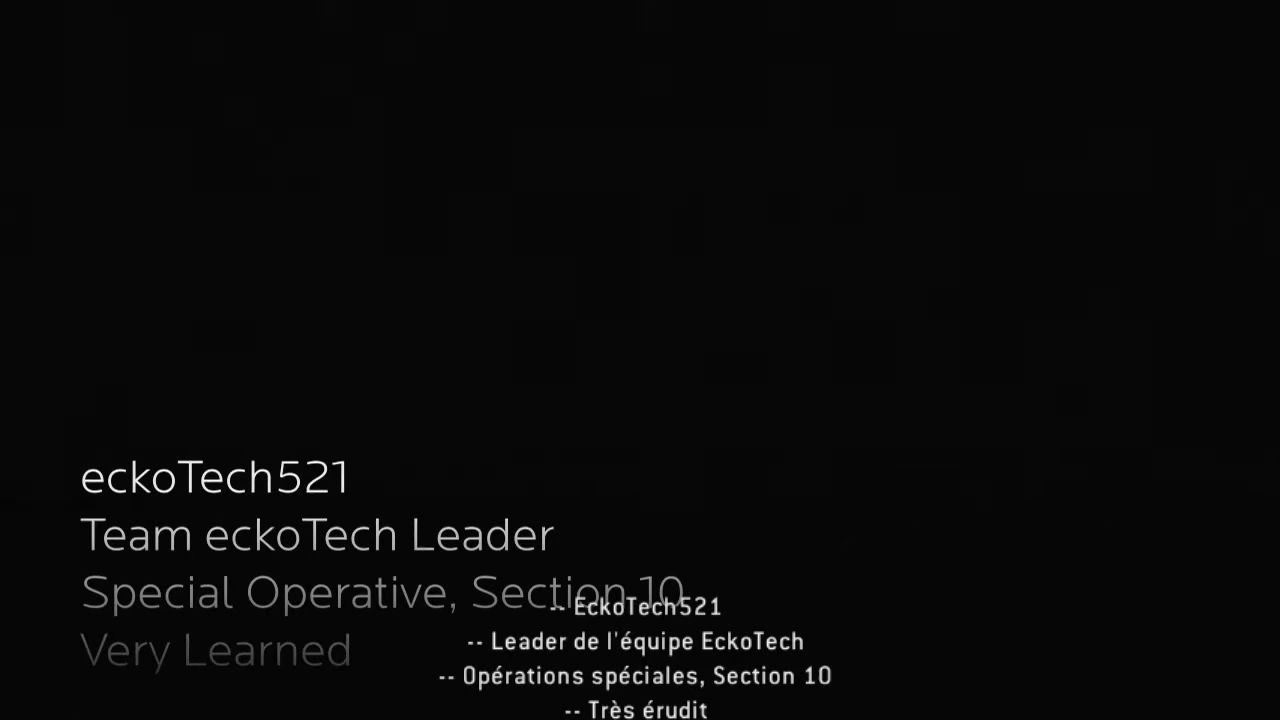 eckoTech521
Team eckoTech Leader
Special Operative, Section 10
Very Learned
-- EckoTech521
-- Leader de l'équipe EckoTech
-- Opérations spéciales, Section 10
-- Très érudit